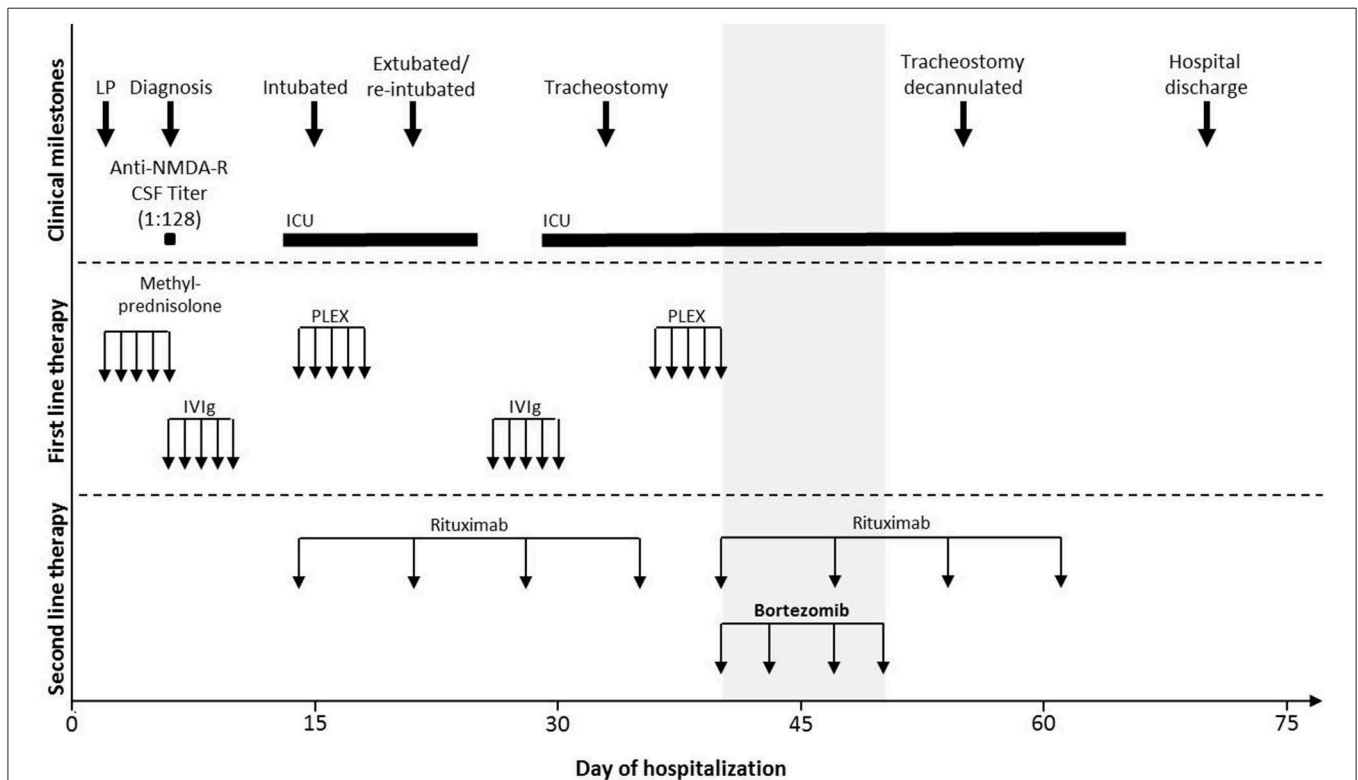 Clinical milestones
LP
Diagnosis
Intubated
Extubated/
re-intubated
Tracheostomy
Tracheostomy
decannulated
Hospital
discharge
Anti-NMDA-R
CSF Titer
(1:128)
ICU
ICU
First line therapy
Methyl-
prednisolone
PLEX
PLEX
IVIg
IVIg
Second line therapy
Rituximab
Rituximab
Bortezomib
0
15
30
45
60
75
Day of hospitalization